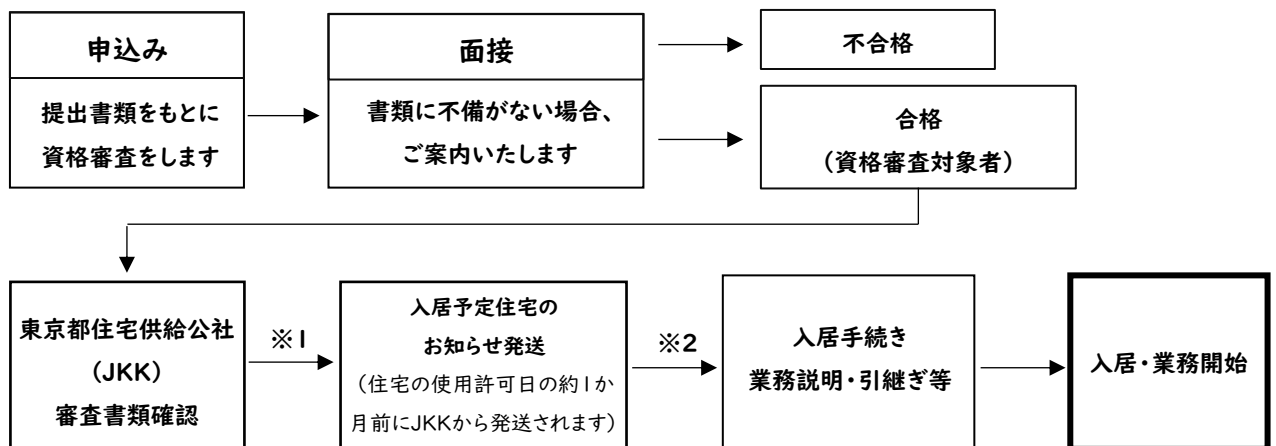 申込み
提出書類をもとに
資格審査をします
面接
書類に不備がない場合、
ご案内いたします
不合格
合格
（資格審査対象者）
東京都住宅供給公社
（JKK）
審査書類確認
※1
入居予定住宅の
お知らせ発送
（住宅の使用許可日の約1か
月前にJKKから発送されます）
※2
入居手続き
業務説明・引継ぎ等
入居・業務開始